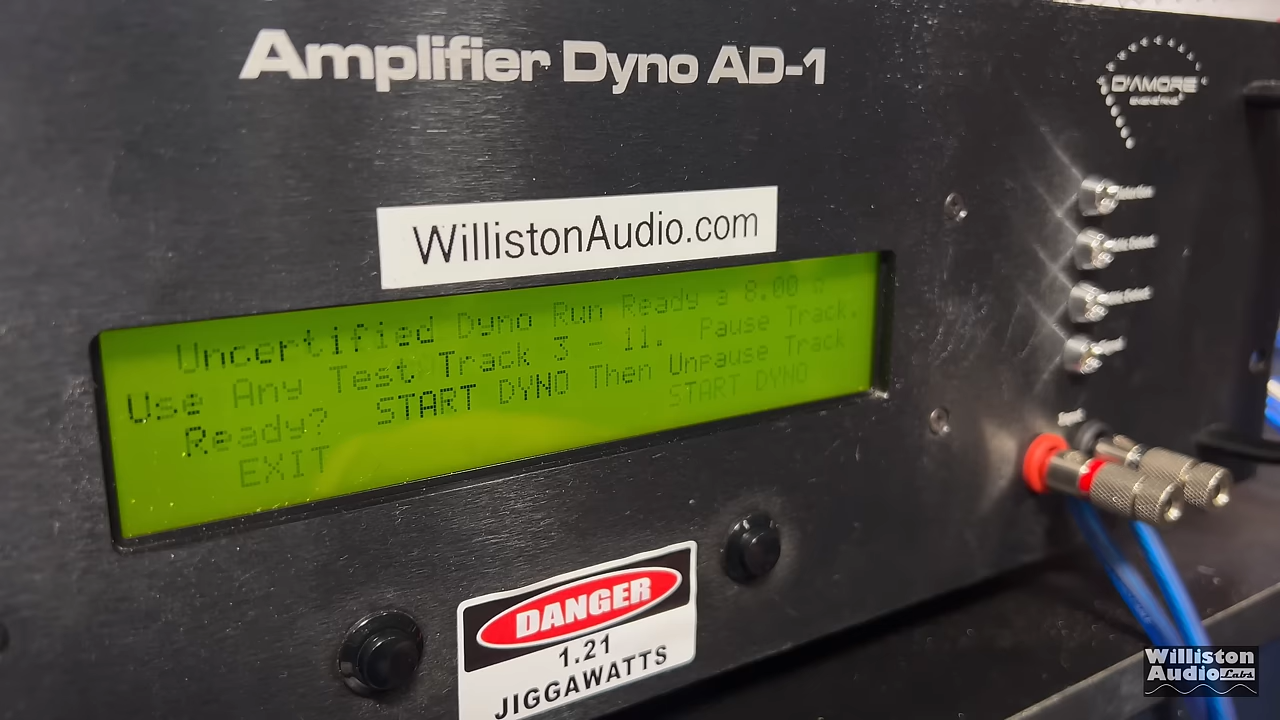 Amplifier Dyno AD-1
D'AMORE
WillistonAudio.com
Uncertified Dyno Run Ready a 8.00 Ω
Use Any Test Track 3 - 11. Pause Track.
Ready? START DYNO Then Unpause Track
EXIT START DYNO
DANGER
1.21
JIGGAWATTS
Williston
Audio Labs